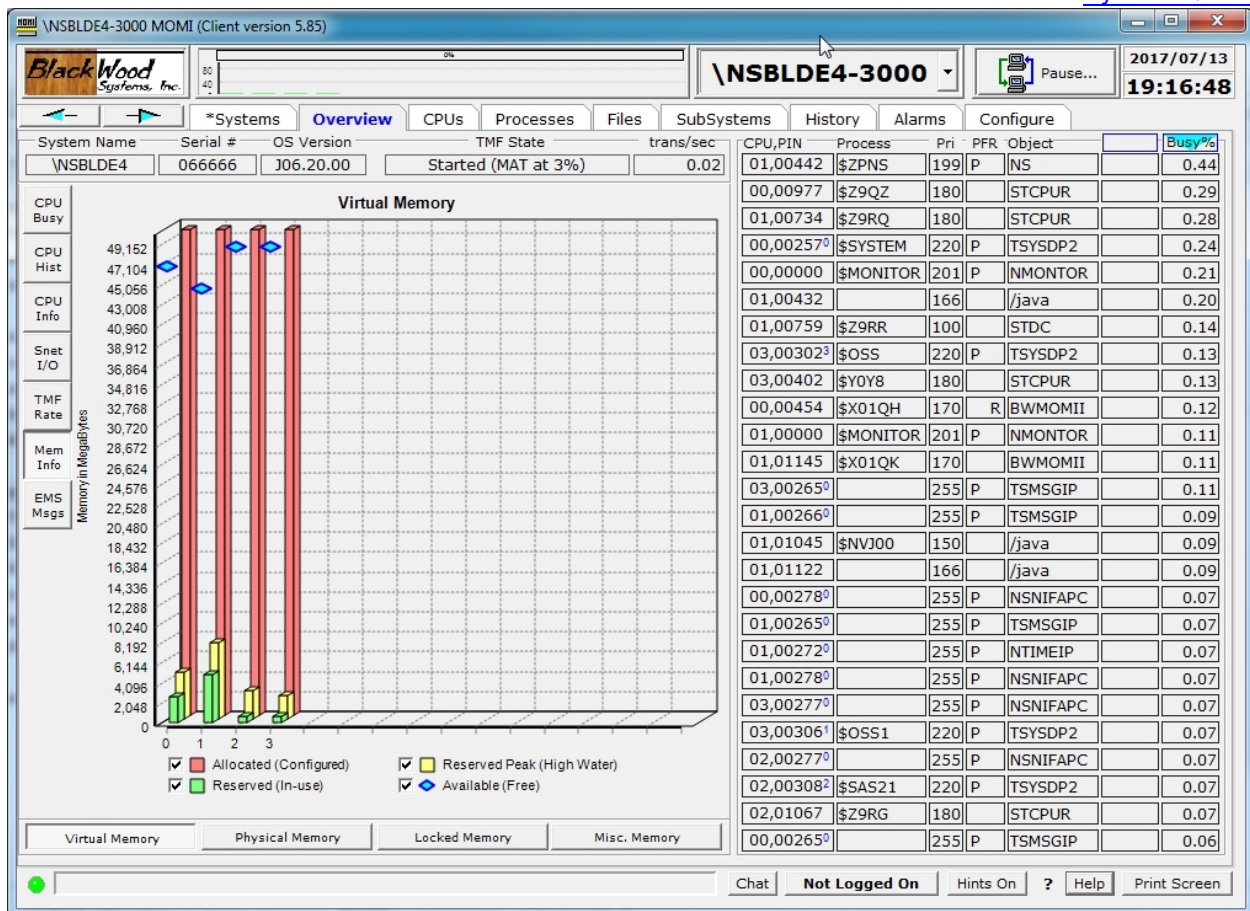 \NSBLDE4-3000 MOMI (Client version 5.85)
BlackWood
Systems, Inc.
80
40
0%
\NSBLDE4-3000
Pause...
2017/07/13
19:16:48
*Systems Overview CPUs Processes Files SubSystems History Alarms Configure
System Name Serial # OS Version TMF State trans/sec
\NSBLDE4 066666 J06.20.00 Started (MAT at 3%) 0.02
CPU Busy
CPU Hist
CPU Info
Snet I/O
TMF Rate
Mem Info
EMS Msgs
Virtual Memory
Memory in MegaBytes
49,152
47,104
45,056
43,008
40,960
38,912
36,864
34,816
32,768
30,720
28,672
26,624
24,576
22,528
20,480
18,432
16,384
14,336
12,288
10,240
8,192
6,144
4,096
2,048
0
0 1 2 3
Allocated (Configured) Reserved Peak (High Water)
Reserved (In-use) Available (Free)
Virtual Memory Physical Memory Locked Memory Misc. Memory
CPU,PIN Process Pri PFR Object Busy%
01,00442 $ZPNS 199 P NS 0.44
00,00977 $Z9QZ 180 STCPUR 0.29
01,00734 $Z9RQ 180 STCPUR 0.28
00,00257⁰ $SYSTEM 220 P TSYSDP2 0.24
00,00000 $MONITOR 201 P NMONTOR 0.21
01,00432 166 /java 0.20
01,00759 $Z9RR 100 STDC 0.14
03,00302³ $OSS 220 P TSYSDP2 0.13
03,00402 $Y0Y8 180 STCPUR 0.13
00,00454 $X01QH 170 R BWMOMII 0.12
01,00000 $MONITOR 201 P NMONTOR 0.11
01,01145 $X01QK 170 BWMOMII 0.11
03,00265⁰ 255 P TSMSGIP 0.11
01,00266⁰ 255 P TSMSGIP 0.09
01,01045 $NVJ00 150 /java 0.09
01,01122 166 /java 0.09
00,00278⁰ 255 P NSNIFAPC 0.07
01,00265⁰ 255 P TSMSGIP 0.07
01,00272⁰ 255 P NTIMEIP 0.07
01,00278⁰ 255 P NSNIFAPC 0.07
03,00277⁰ 255 P NSNIFAPC 0.07
03,00306¹ $OSS1 220 P TSYSDP2 0.07
02,00277⁰ 255 P NSNIFAPC 0.07
02,00308² $SAS21 220 P TSYSDP2 0.07
02,01067 $Z9RG 180 STCPUR 0.07
00,00265⁰ 255 P TSMSGIP 0.06
Chat Not Logged On Hints On ? Help Print Screen